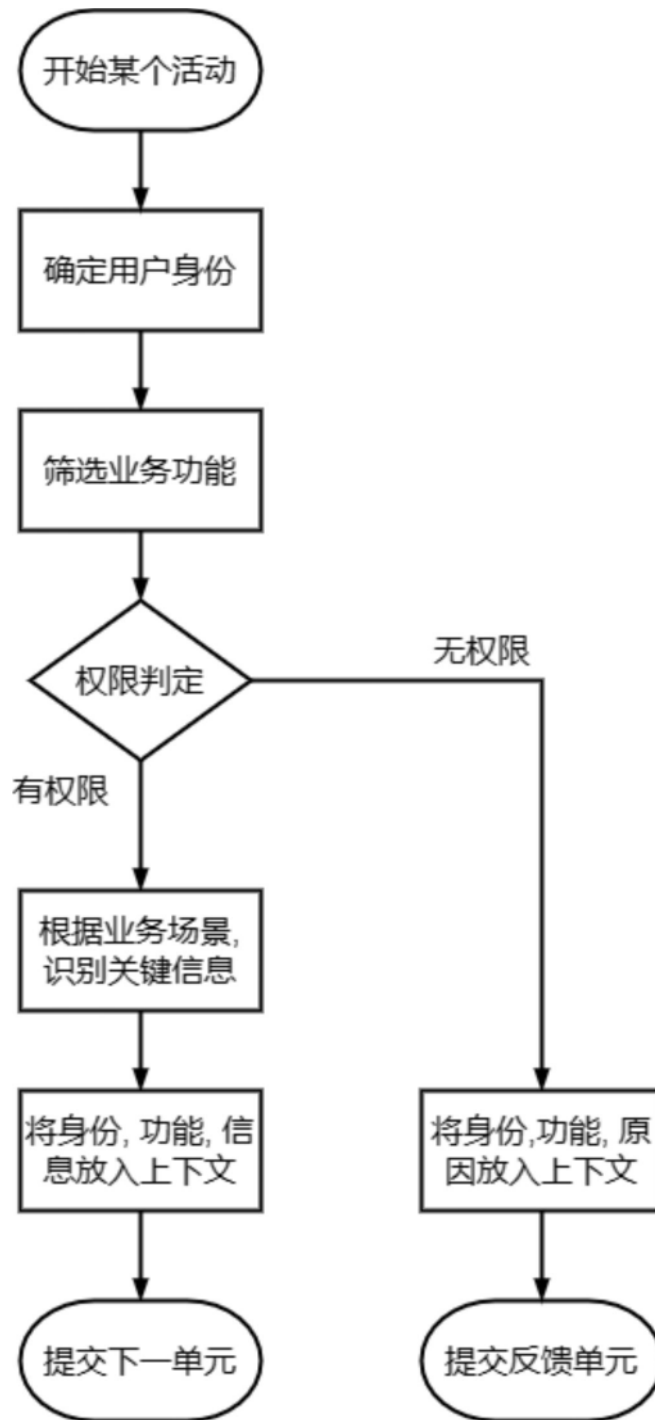 开始某个活动
确定用户身份
筛选业务功能
无权限
权限判定
有权限
根据业务场景,
识别关键信息
将身份, 功能, 信
息放入上下文
将身份,功能, 原
因放入上下文
提交下一单元
提交反馈单元